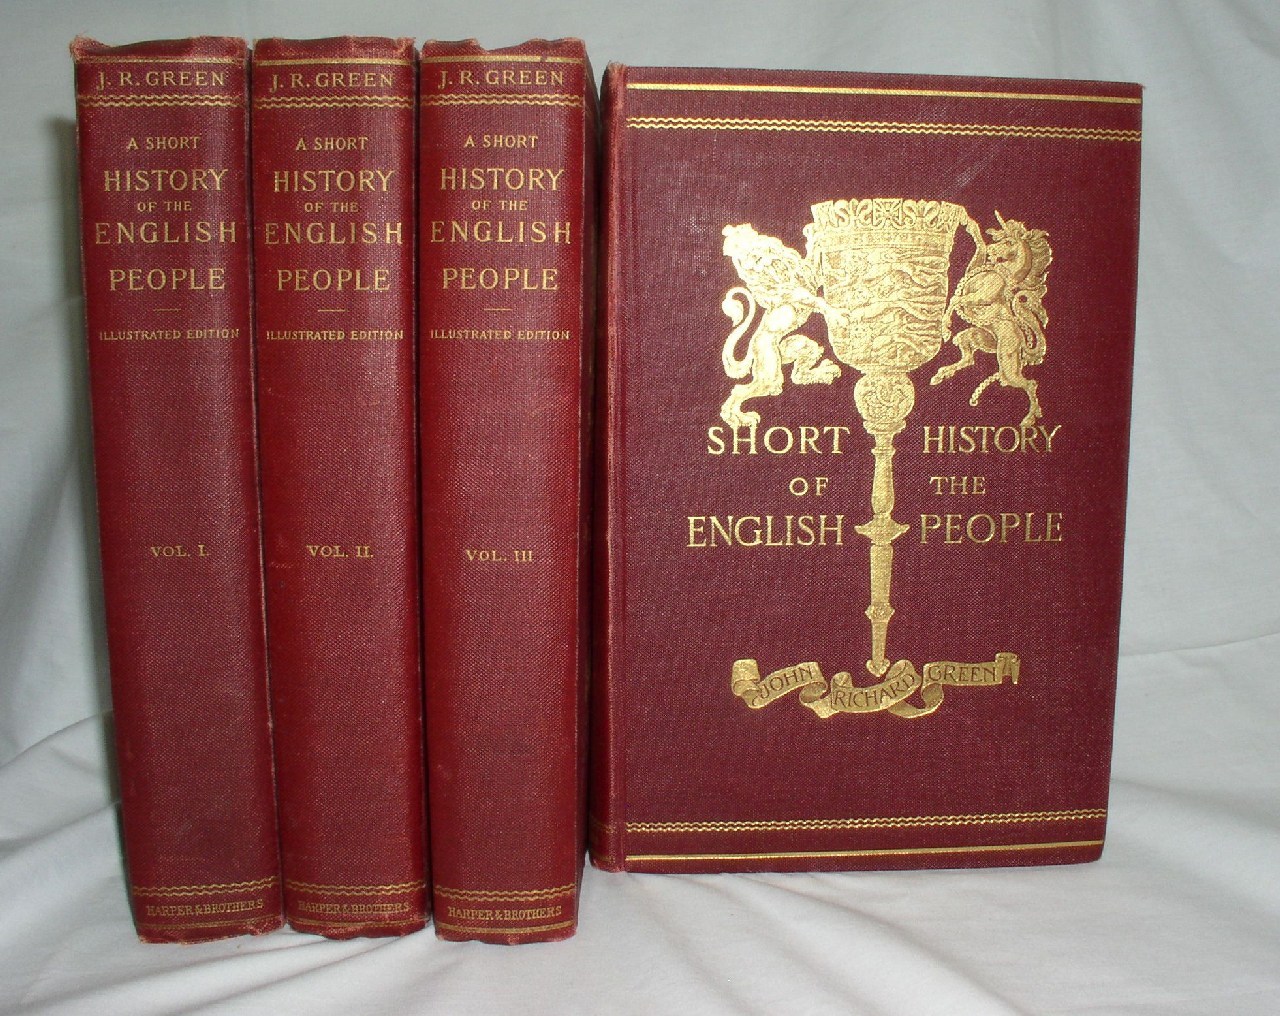 J. R. GREEN
A SHORT
HISTORY
OF THE
ENGLISH
PEOPLE
ILLUSTRATED EDITION
VOL. I.
HARPER & BROTHERS
J. R. GREEN
A SHORT
HISTORY
OF THE
ENGLISH
PEOPLE
ILLUSTRATED EDITION
VOL. II.
HARPER & BROTHERS
J. R. GREEN
A SHORT
HISTORY
OF THE
ENGLISH
PEOPLE
ILLUSTRATED EDITION
VOL. III
HARPER & BROTHERS
SHORT HISTORY
OF THE
ENGLISH PEOPLE
JOHN RICHARD GREEN